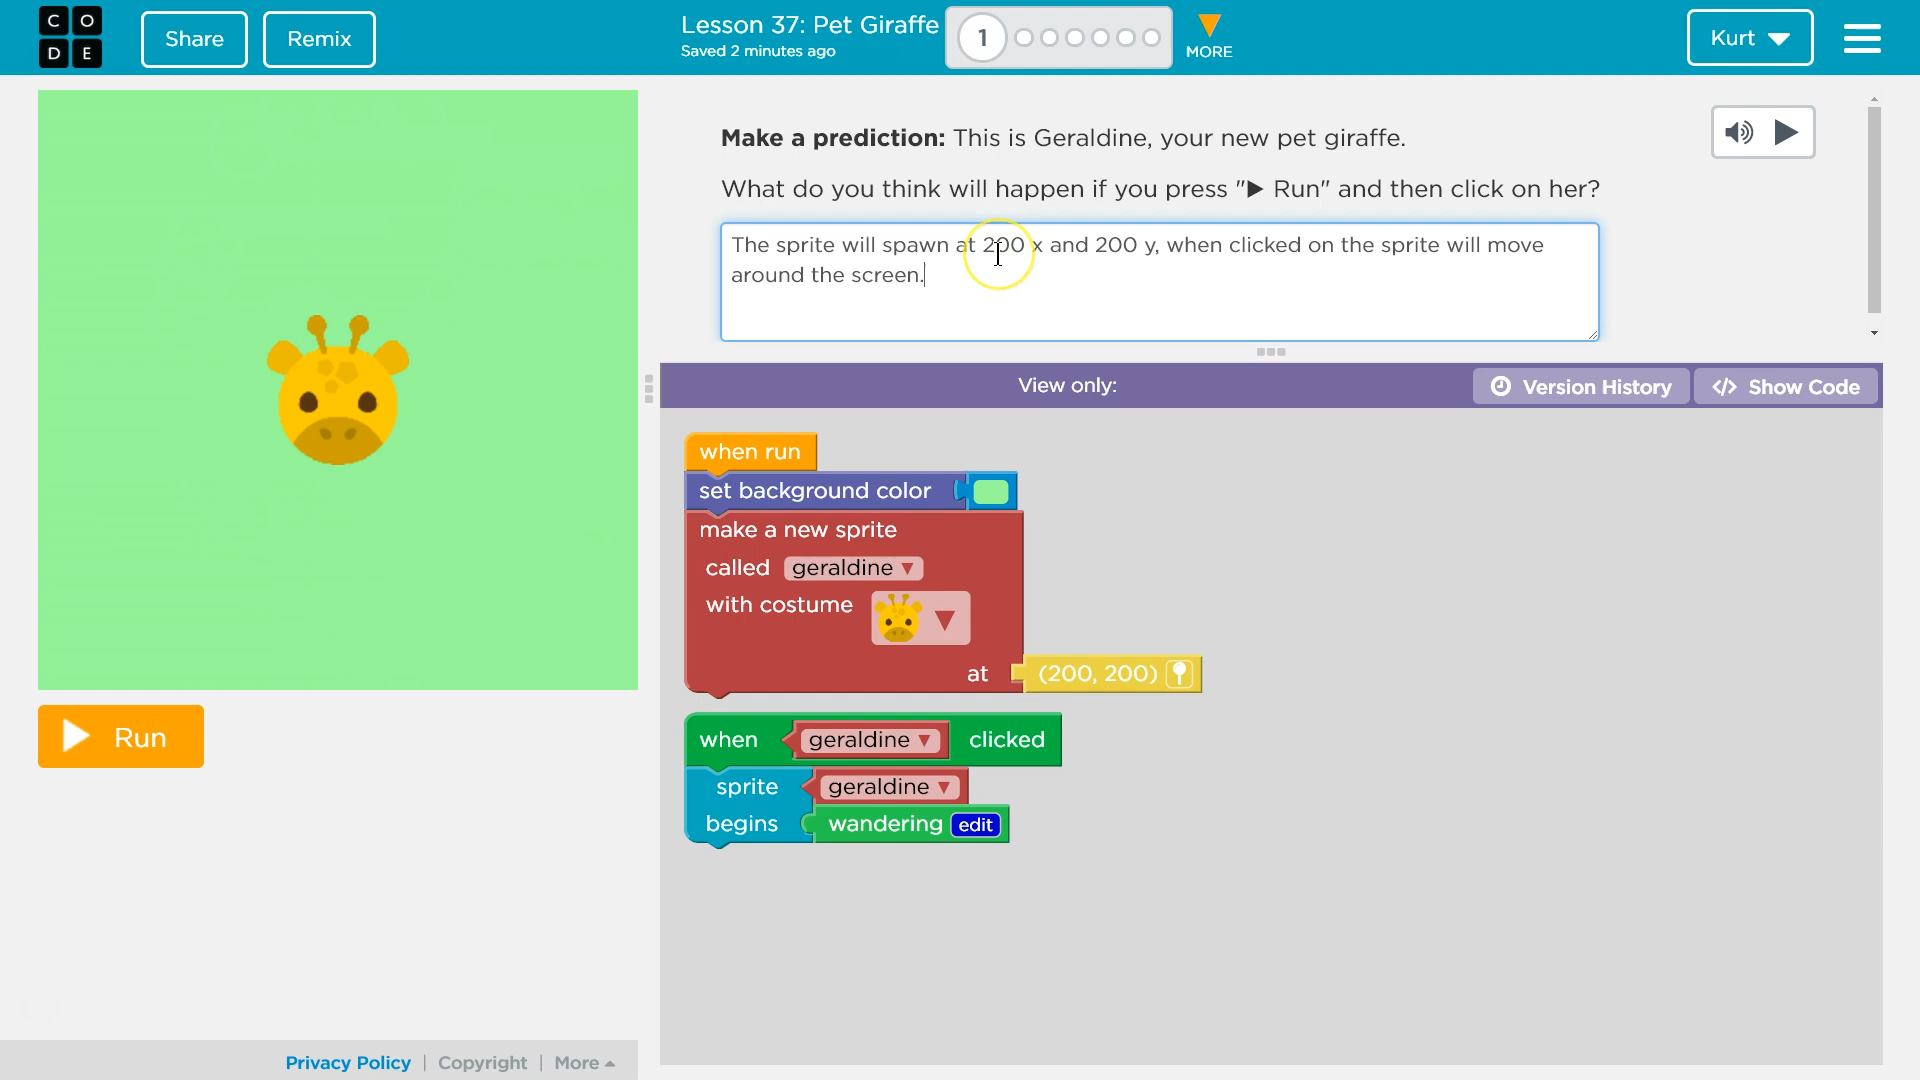 CODE
Share
Remix
Lesson 37: Pet Giraffe
Saved 2 minutes ago
1
MORE
Kurt
Make a prediction: This is Geraldine, your new pet giraffe.
What do you think will happen if you press "▶ Run" and then click on her?
The sprite will spawn at 200 x and 200 y, when clicked on the sprite will move
around the screen.
View only:
Version History
</> Show Code
when run
set background color
make a new sprite
called geraldine ▼
with costume ▼
at (200, 200)
when geraldine ▼ clicked
sprite geraldine ▼
begins wandering edit
Run
Privacy Policy | Copyright | More